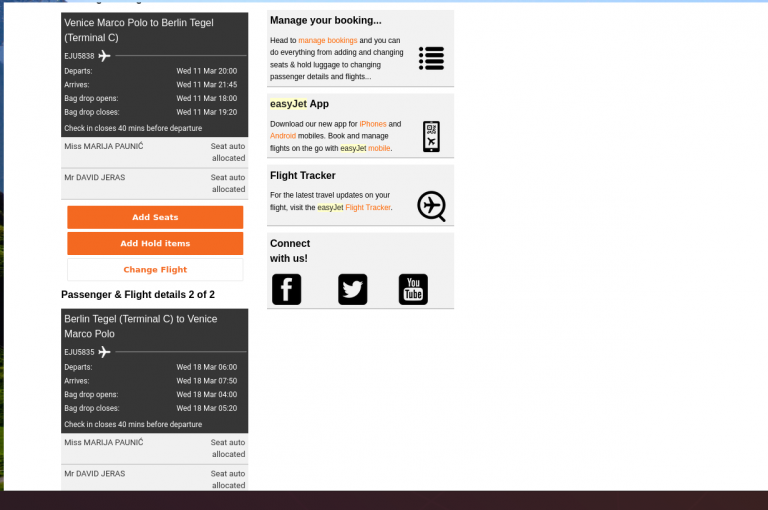 Venice Marco Polo to Berlin Tegel
(Terminal C)
EJU5838
Departs: Wed 11 Mar 20:00
Arrives: Wed 11 Mar 21:45
Bag drop opens: Wed 11 Mar 18:00
Bag drop closes: Wed 11 Mar 19:20
Check in closes 40 mins before departure
Miss MARIJA PAUNIČ Seat auto
allocated
Mr DAVID JERAS Seat auto
allocated
Add Seats
Add Hold items
Change Flight
Passenger & Flight details 2 of 2
Berlin Tegel (Terminal C) to Venice
Marco Polo
EJU5835
Departs: Wed 18 Mar 06:00
Arrives: Wed 18 Mar 07:50
Bag drop opens: Wed 18 Mar 04:00
Bag drop closes: Wed 18 Mar 05:20
Check in closes 40 mins before departure
Miss MARIJA PAUNIČ Seat auto
allocated
Mr DAVID JERAS Seat auto
allocated
Manage your booking...
Head to manage bookings and you can
do everything from adding and changing
seats & hold luggage to changing
passenger details and flights...
easyJet App
Download our new app for iPhones and
Android mobiles. Book and manage
flights on the go with easyJet mobile.
Flight Tracker
For the latest travel updates on your
flight, visit the easyJet Flight Tracker.
Connect
with us!
You
Tube